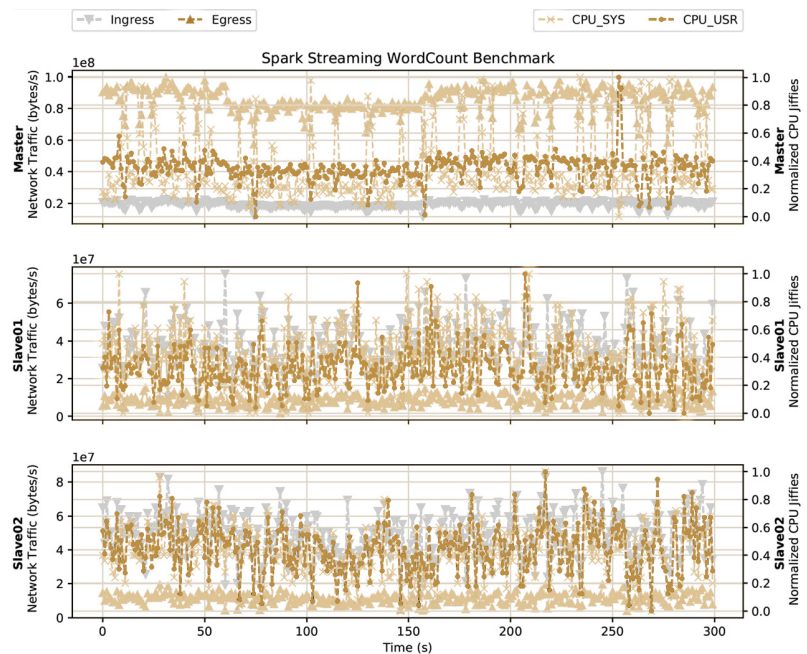 Ingress Egress CPU_SYS CPU_USR
Spark Streaming WordCount Benchmark
1e8
1.0
0.8
0.6
0.4
0.2
Master
Network Traffic (bytes/s)
1.0
0.8
0.6
0.4
0.2
0.0
Master
Normalized CPU Jiffies
1e7
6
4
2
0
Slave01
Network Traffic (bytes/s)
1.0
0.8
0.6
0.4
0.2
0.0
Slave01
Normalized CPU Jiffies
1e7
8
6
4
2
0
Slave02
Network Traffic (bytes/s)
1.0
0.8
0.6
0.4
0.2
0.0
Slave02
Normalized CPU Jiffies
0 50 100 150 200 250 300
Time (s)